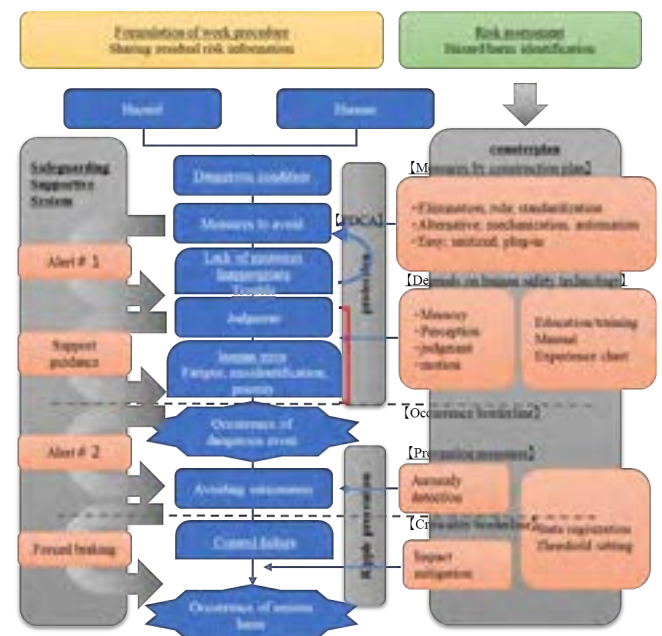 Formulation of work procedure
Sharing residual risk information
Risk assessment
Hazard/harm identification
Hazard
Human
Safeguarding
Supportive
System
counterplan
Dangerous condition
【Measures by construction plan】
Measures to avoid
【PDCA】
•Elimination, rule, standardization
•Alternative: mechanization, automation
•Easy: unitized, plug-in
Alert# 1
Lack of
Inappropriate
Trouble
【Depends on human safety technology】
Judgment
•Memory
•Perception
•judgment
•motion
Education/training
Manual
Experience chart
Support
guidance
human error
Fatigue, misidentification,
【Occurrence borderline】
Occurrence of
dangerous event
Alert# 2
【Prevention measures】
Avoiding
Anomaly
detection
【Criticality borderline】
Data registration
Threshold setting
Forced braking
Control failure
Impact
mitigation
Occurrence of serious
harm